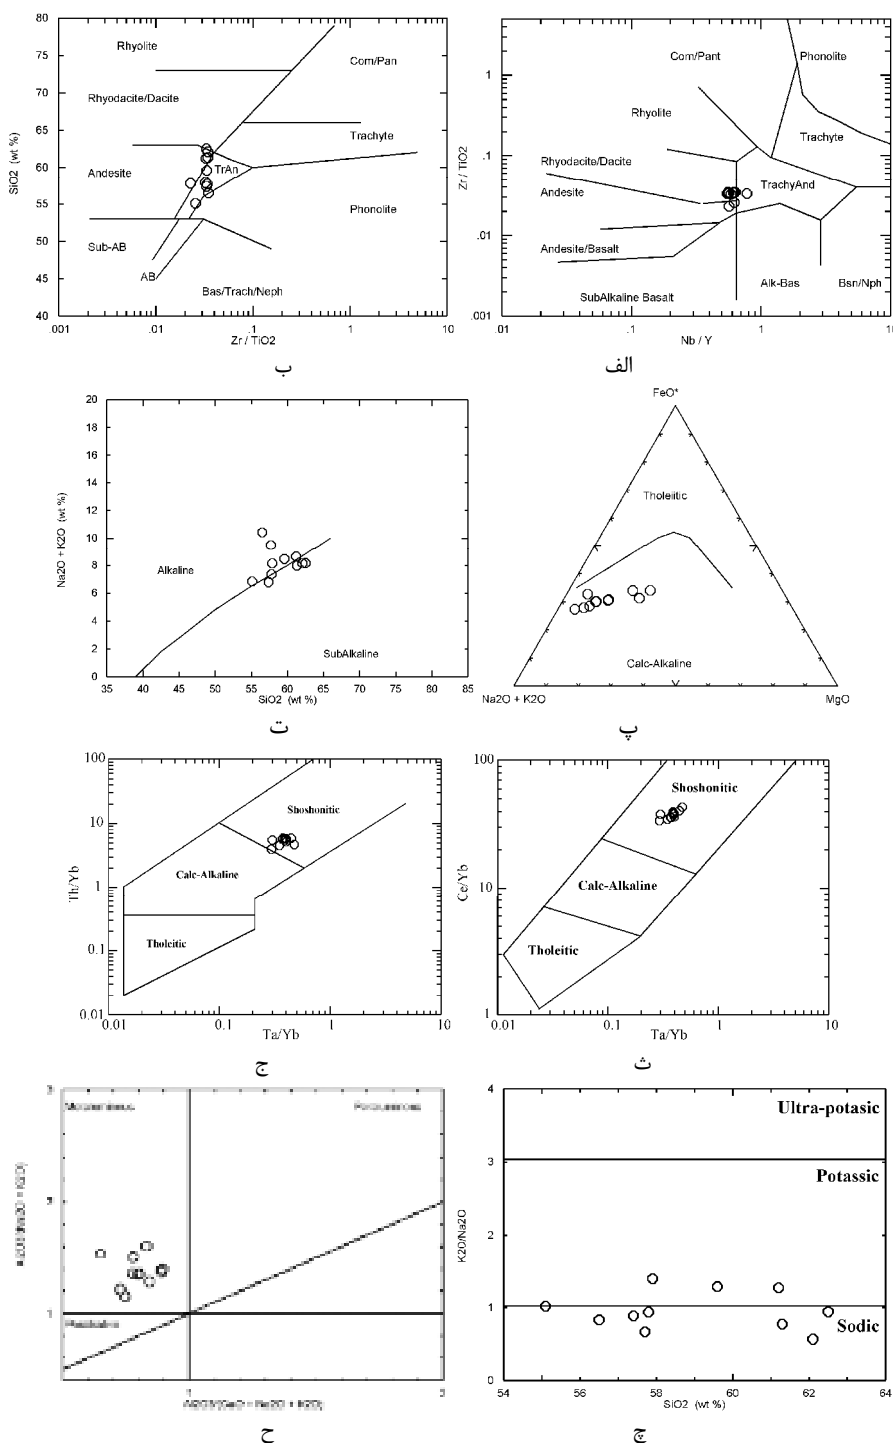 80
75
70
65
60
55
50
45
40
SiO2 (wt %)
Rhyolite
Com/Pan
Rhyodacite/Dacite
Trachyte
Andesite
TrAn
Phonolite
Sub-AB
AB
Bas/Trach/Neph
.001 .01 .1 1 10
Zr / TiO2
ب
1
.1
.01
.001
Zr / TiO2
Com/Pant
Phonolite
Rhyolite
Trachyte
Rhyodacite/Dacite
Andesite
TrachyAnd
Andesite/Basalt
SubAlkaline Basalt
Alk-Bas
Bsn/Nph
.01 .1 1 10
Nb / Y
الف
20
18
16
14
12
10
8
6
4
2
0
Na2O + K2O (wt %)
Alkaline
SubAlkaline
35 40 45 50 55 60 65 70 75 80 85
SiO2 (wt %)
ت
FeO*
Tholeiitic
Calc-Alkaline
Na2O + K2O
MgO
پ
100
10
1
0.1
0.01
Th/Yb
Shoshonitic
Calc-Alkaline
Tholeitic
0.01 0.1 1 10
Ta/Yb
ج
100
10
1
Ce/Yb
Shoshonitic
Calc-Alkaline
Tholeitic
0.01 0.1 1 10
Ta/Yb
ث
1
1
ح
4
3
2
1
0
K2O/Na2O
Ultra-potasic
Potassic
Sodic
54 56 58 60 62 64
SiO2 (wt %)
چ